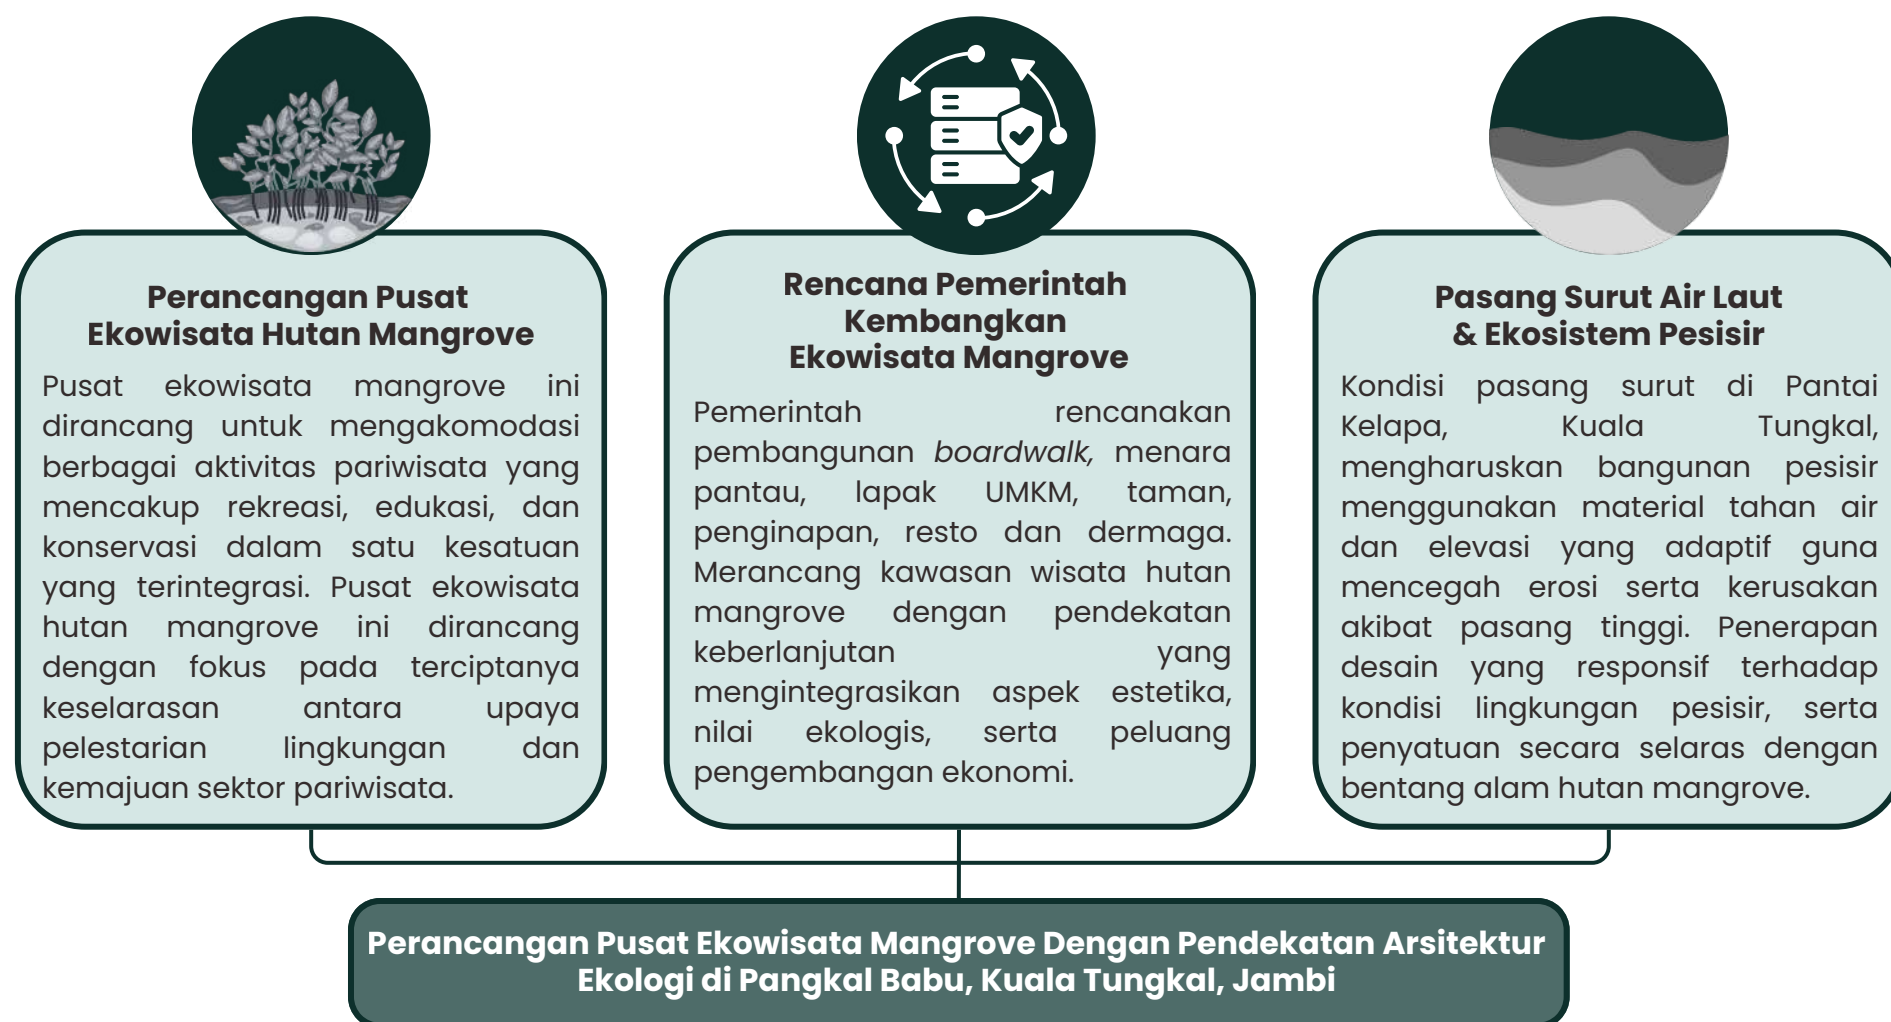 Perancangan Pusat
Ekowisata Hutan Mangrove
Pusat ekowisata mangrove ini
dirancang untuk mengakomodasi
berbagai aktivitas pariwisata yang
mencakup rekreasi, edukasi, dan
konservasi dalam satu kesatuan
yang terintegrasi. Pusat ekowisata
hutan mangrove ini dirancang
dengan fokus pada terciptanya
keselarasan antara upaya
pelestarian lingkungan dan
kemajuan sektor pariwisata.
Rencana Pemerintah
Kembangkan
Ekowisata Mangrove
Pemerintah rencanakan
pembangunan boardwalk, menara
pantau, lapak UMKM, taman,
penginapan, resto dan dermaga.
Merancang kawasan wisata hutan
mangrove dengan pendekatan
keberlanjutan yang
mengintegrasikan aspek estetika,
nilai ekologis, serta peluang
pengembangan ekonomi.
Pasang Surut Air Laut
& Ekosistem Pesisir
Kondisi pasang surut di Pantai
Kelapa, Kuala Tungkal,
mengharuskan bangunan pesisir
menggunakan material tahan air
dan elevasi yang adaptif guna
mencegah erosi serta kerusakan
akibat pasang tinggi. Penerapan
desain yang responsif terhadap
kondisi lingkungan pesisir, serta
penyatuan secara selaras dengan
bentang alam hutan mangrove.
Perancangan Pusat Ekowisata Mangrove Dengan Pendekatan Arsitektur
Ekologi di Pangkal Babu, Kuala Tungkal, Jambi